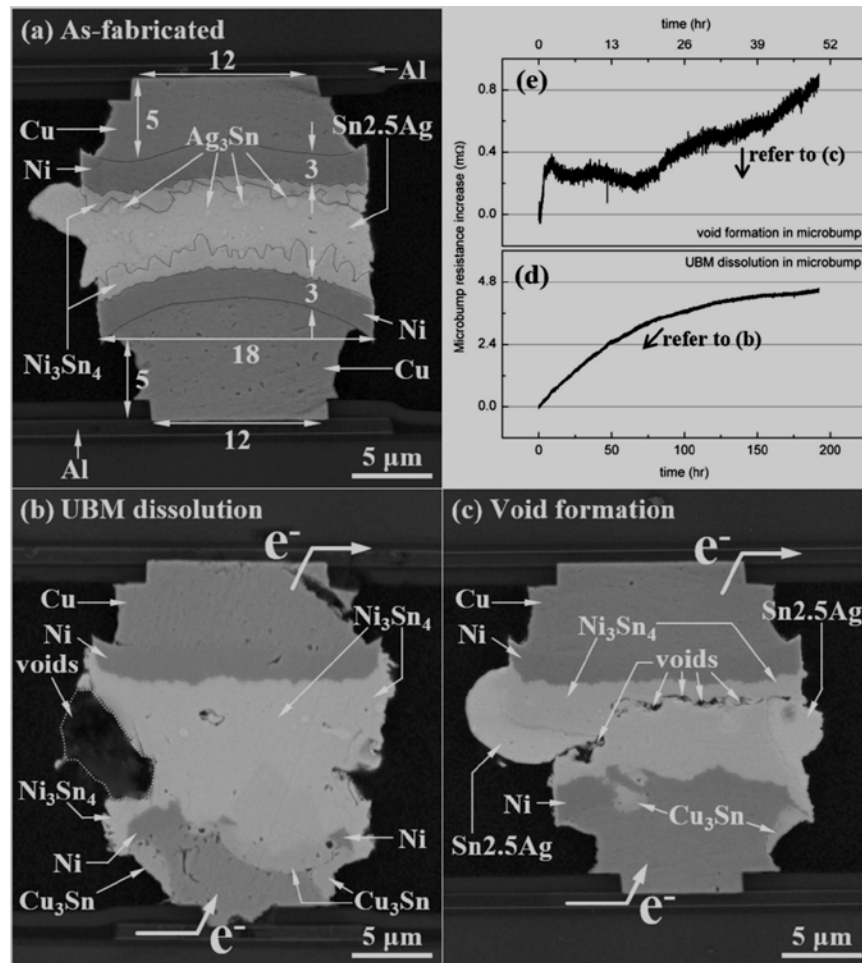 (a) As-fabricated
12
Al
Cu
5
Ag₃Sn
Sn2.5Ag
Ni
3
3
Ni
Ni₃Sn₄
18
Cu
5
12
Al
5 µm
time (hr)
0 13 26 39 52
(e)
0.8
0.4
0.0
refer to (c)
void formation in microbump
UBM dissolution in microbump
(d)
4.8
2.4
0.0
refer to (b)
Microbump resistance increase (mΩ)
0 50 100 150 200
time (hr)
(b) UBM dissolution
e⁻
Cu
Ni₃Sn₄
Ni
voids
Ni₃Sn₄
Ni
Ni
Cu₃Sn
Cu₃Sn
e⁻
5 µm
(c) Void formation
e⁻
Cu
Sn2.5Ag
Ni₃Sn₄
Ni
voids
Ni
Cu₃Sn
Sn2.5Ag
e⁻
5 µm